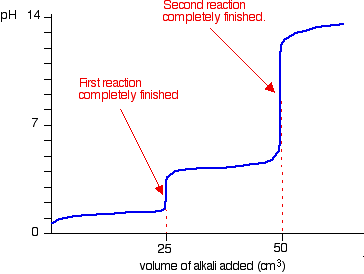 pH
14
Second reaction
completely finished.
First reaction
completely finished
7
0
25
50
volume of alkali added (cm³)